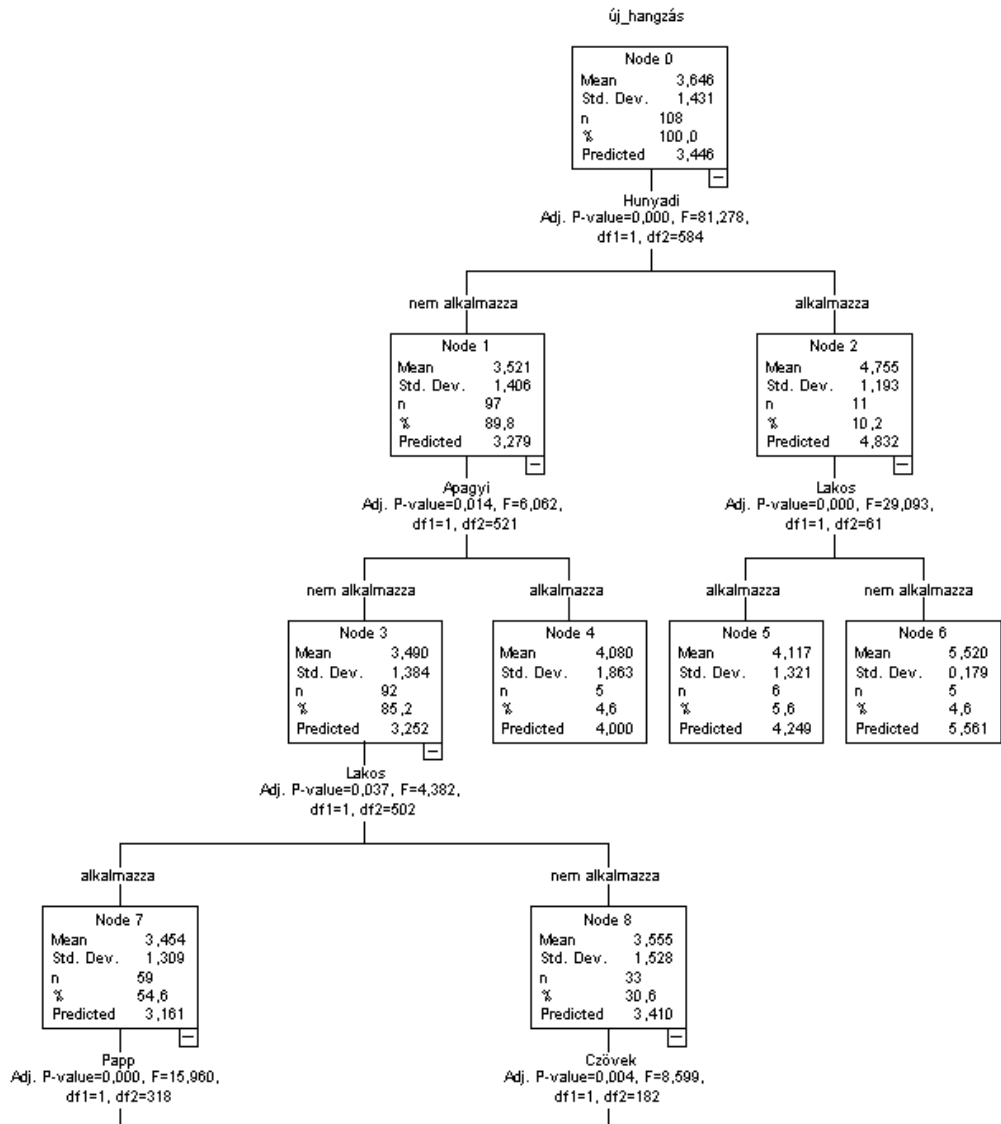 új_hangzás
Node 0
Mean 3,646
Std. Dev. 1,431
n 108
% 100,0
Predicted 3,446
Hunyadi
Adj. P-value=0,000, F=81,278,
df1=1, df2=584
nem alkalmazza
alkalmazza
Node 1
Mean 3,521
Std. Dev. 1,406
n 97
% 89,8
Predicted 3,279
Node 2
Mean 4,755
Std. Dev. 1,193
n 11
% 10,2
Predicted 4,832
Apagyi
Adj. P-value=0,014, F=6,062,
df1=1, df2=521
Lakos
Adj. P-value=0,000, F=29,093,
df1=1, df2=61
nem alkalmazza
alkalmazza
alkalmazza
nem alkalmazza
Node 3
Mean 3,490
Std. Dev. 1,384
n 92
% 85,2
Predicted 3,252
Node 4
Mean 4,080
Std. Dev. 1,863
n 5
% 4,6
Predicted 4,000
Node 5
Mean 4,117
Std. Dev. 1,321
n 6
% 5,6
Predicted 4,249
Node 6
Mean 5,520
Std. Dev. 0,179
n 5
% 4,6
Predicted 5,561
Lakos
Adj. P-value=0,037, F=4,382,
df1=1, df2=502
alkalmazza
nem alkalmazza
Node 7
Mean 3,454
Std. Dev. 1,309
n 59
% 54,6
Predicted 3,161
Node 8
Mean 3,555
Std. Dev. 1,528
n 33
% 30,6
Predicted 3,410
Papp
Adj. P-value=0,000, F=15,960,
df1=1, df2=318
Czövek
Adj. P-value=0,004, F=8,599,
df1=1, df2=182